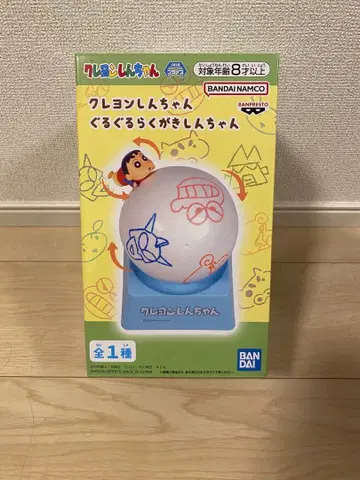 クレヨンしんちゃん
対象年齢8才以上
BANDAI NAMCO
BANPRESTO
クレヨンしんちゃん
ぐるぐるらくがきしんちゃん
クレヨンしんちゃん
全1種
BAN
DAI